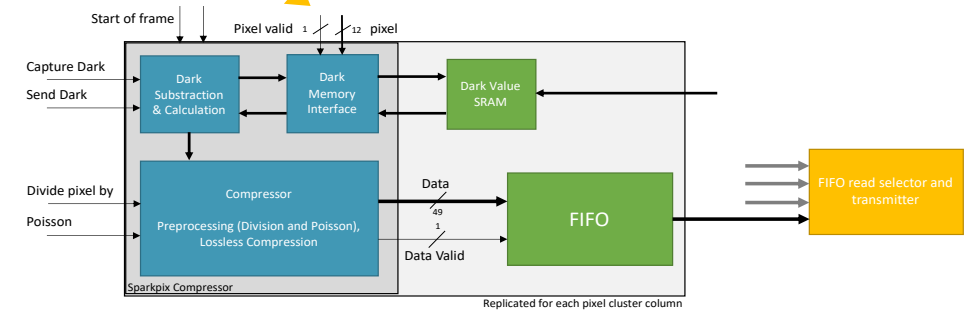 Start of frame
Pixel valid 1 12 pixel
Capture Dark
Send Dark
Dark
Substraction
& Calculation
Dark
Memory
Interface
Dark Value
SRAM
Divide pixel by
Poisson
Compressor
Preprocessing (Division and Poisson),
Lossless Compression
Data
49
1
Data Valid
FIFO
FIFO read selector and
transmitter
Sparkpix Compressor
Replicated for each pixel cluster column